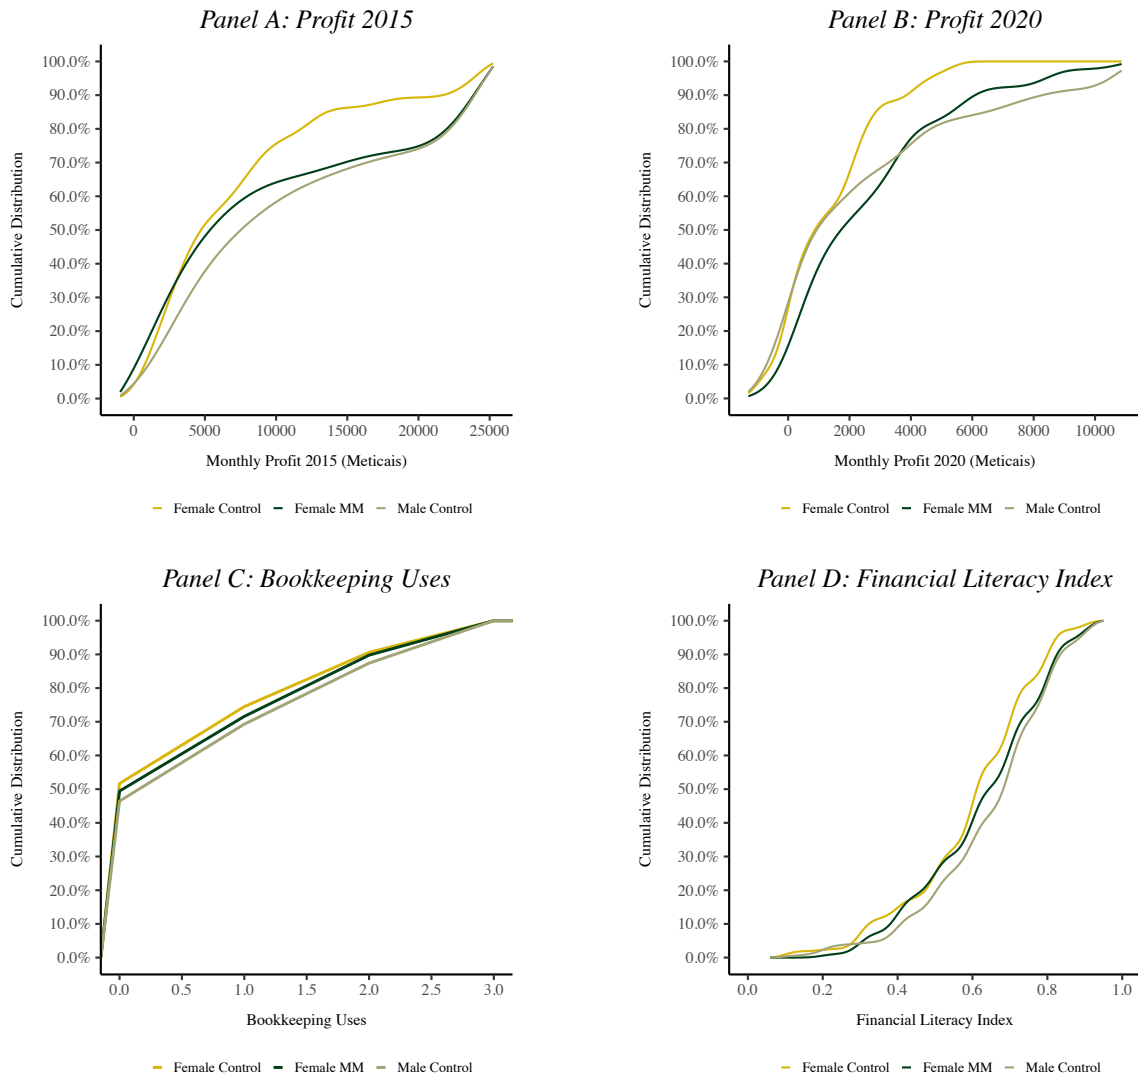 Panel A: Profit 2015
100.0%
90.0%
80.0%
70.0%
60.0%
50.0%
40.0%
30.0%
20.0%
10.0%
0.0%
Cumulative Distribution
0 5000 10000 15000 20000 25000
Monthly Profit 2015 (Meticais)
Female Control Female MM Male Control
Panel B: Profit 2020
100.0%
90.0%
80.0%
70.0%
60.0%
50.0%
40.0%
30.0%
20.0%
10.0%
0.0%
Cumulative Distribution
0 2000 4000 6000 8000 10000
Monthly Profit 2020 (Meticais)
Female Control Female MM Male Control
Panel C: Bookkeeping Uses
100.0%
90.0%
80.0%
70.0%
60.0%
50.0%
40.0%
30.0%
20.0%
10.0%
0.0%
Cumulative Distribution
0.0 0.5 1.0 1.5 2.0 2.5 3.0
Bookkeeping Uses
Female Control Female MM Male Control
Panel D: Financial Literacy Index
100.0%
90.0%
80.0%
70.0%
60.0%
50.0%
40.0%
30.0%
20.0%
10.0%
0.0%
Cumulative Distribution
0.0 0.2 0.4 0.6 0.8 1.0
Financial Literacy Index
Female Control Female MM Male Control